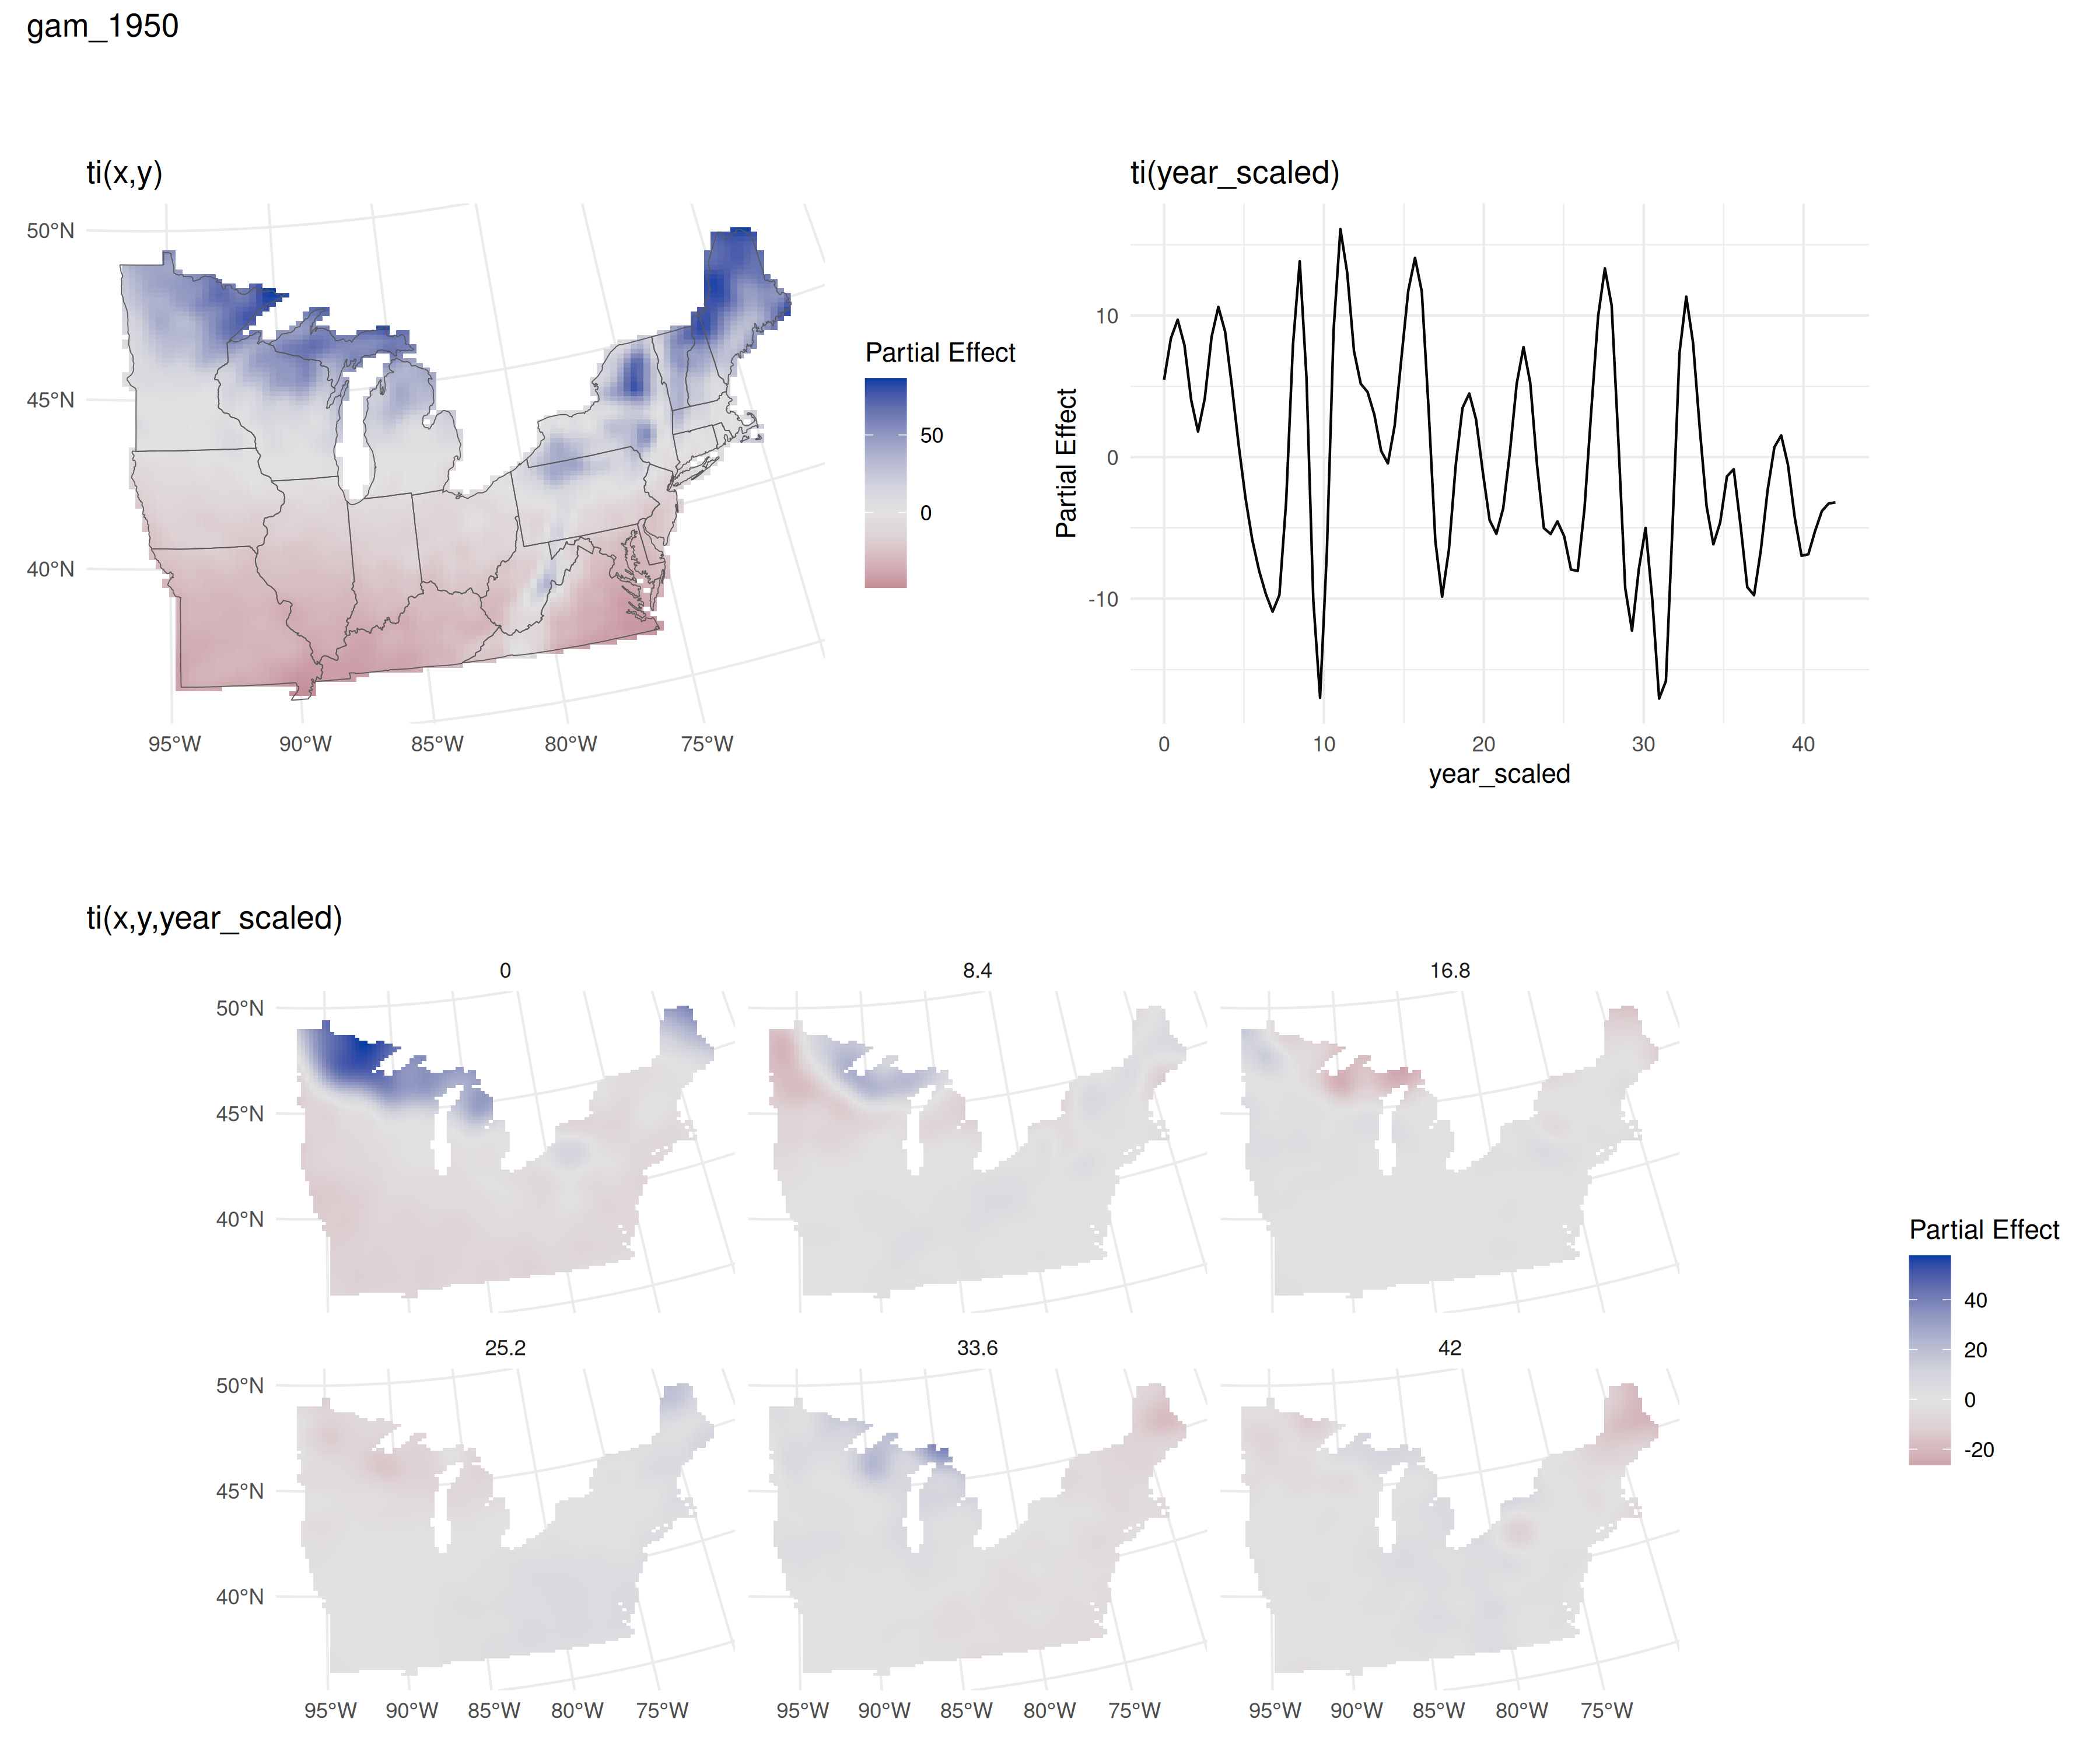 gam_1950
ti(x,y)
50°N
45°N
40°N
95°W 90°W 85°W 80°W 75°W
Partial Effect
50
0
ti(year_scaled)
Partial Effect
10
0
-10
0 10 20 30 40
year_scaled
ti(x,y,year_scaled)
0 8.4 16.8
50°N
45°N
40°N
25.2 33.6 42
50°N
45°N
40°N
95°W 90°W 85°W 80°W 75°W 95°W 90°W 85°W 80°W 75°W 95°W 90°W 85°W 80°W 75°W
Partial Effect
40
20
0
-20